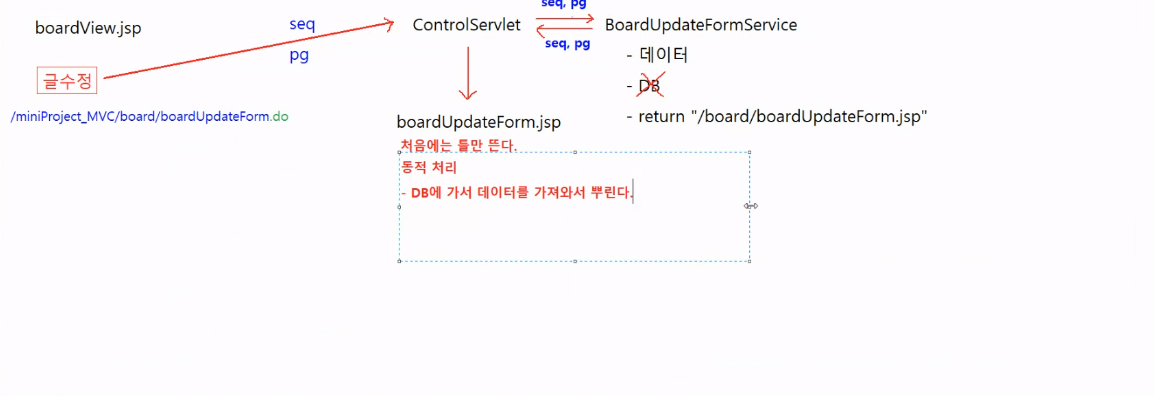 boardView.jsp
글수정
/miniProject_MVC/board/boardUpdateForm.do
seq
pg
ControlServlet
seq, pg
seq, pg
BoardUpdateFormService
- 데이터
- DB
- return "/board/boardUpdateForm.jsp"
boardUpdateForm.jsp
처음에는 틀만 뜬다.
동적 처리
- DB에 가서 데이터를 가져와서 뿌린다.